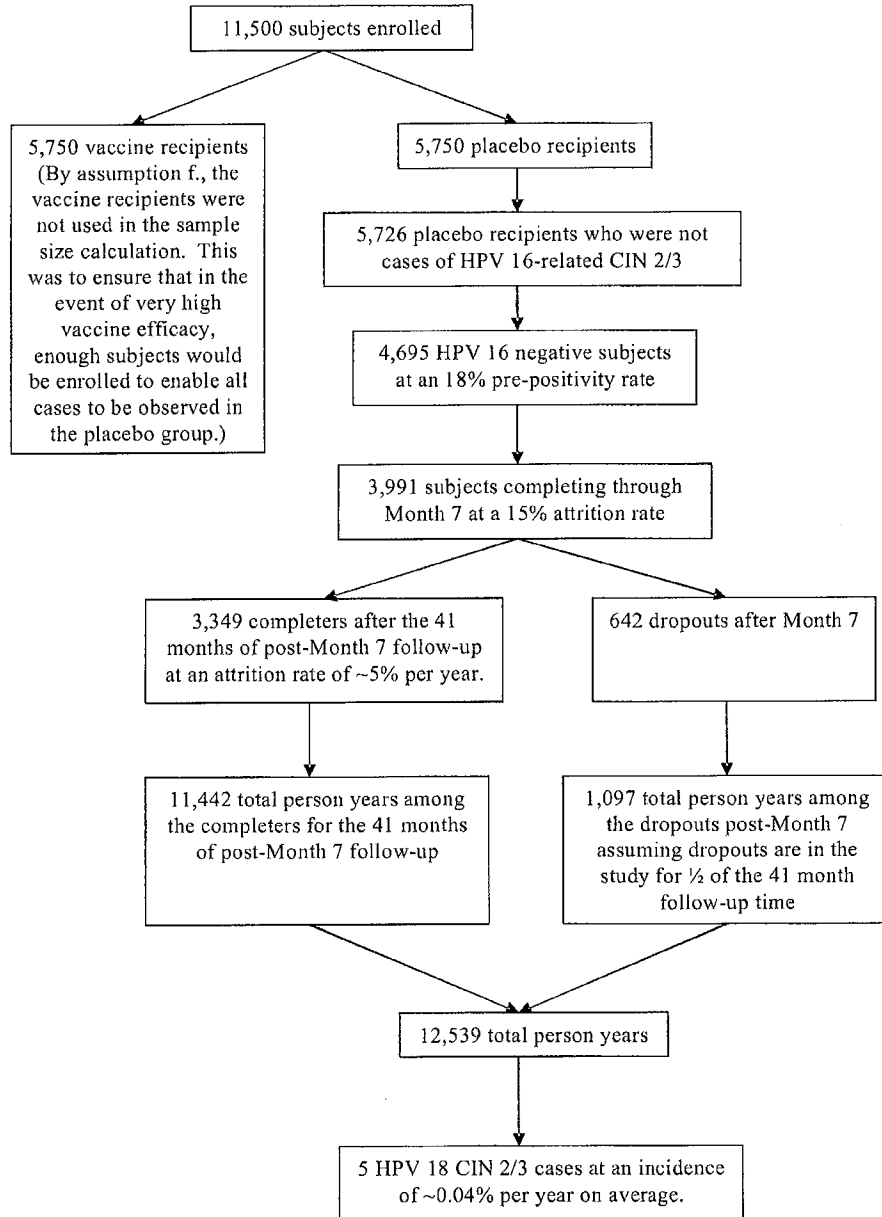 11,500 subjects enrolled
5,750 vaccine recipients
(By assumption f., the
vaccine recipients were
not used in the sample
size calculation. This
was to ensure that in the
event of very high
vaccine efficacy,
enough subjects would
be enrolled to enable all
cases to be observed in
the placebo group.)
5,750 placebo recipients
5,726 placebo recipients who were not
cases of HPV 16-related CIN 2/3
4,695 HPV 16 negative subjects
at an 18% pre-positivity rate
3,991 subjects completing through
Month 7 at a 15% attrition rate
3,349 completers after the 41
months of post-Month 7 follow-up
at an attrition rate of ~5% per year.
642 dropouts after Month 7
11,442 total person years among
the completers for the 41 months
of post-Month 7 follow-up
1,097 total person years among
the dropouts post-Month 7
assuming dropouts are in the
study for ½ of the 41 month
follow-up time
12,539 total person years
5 HPV 18 CIN 2/3 cases at an incidence
of ~0.04% per year on average.